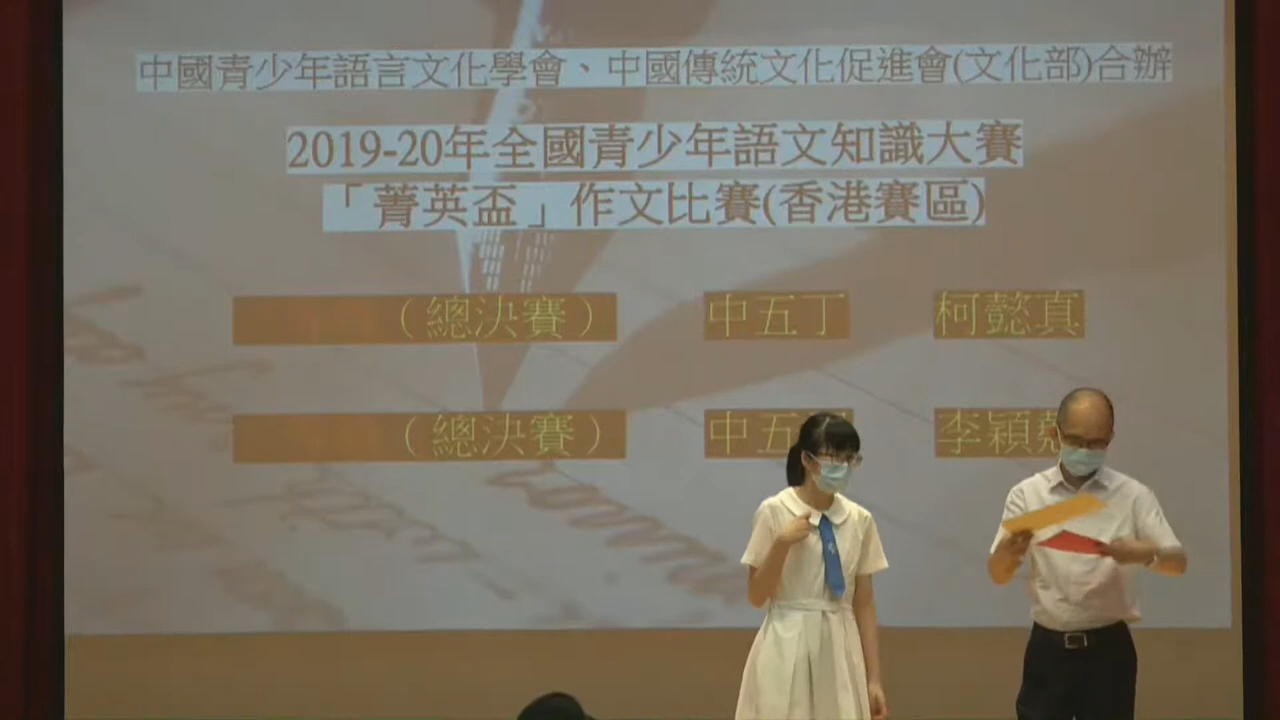 中國青少年語言文化學會、中國傳統文化促進會(文化部)合辦
2019-20年全國青少年語文知識大賽
「菁英盃」作文比賽(香港賽區)
（總決賽） 中五丁 柯懿真
（總決賽） 中五 李穎